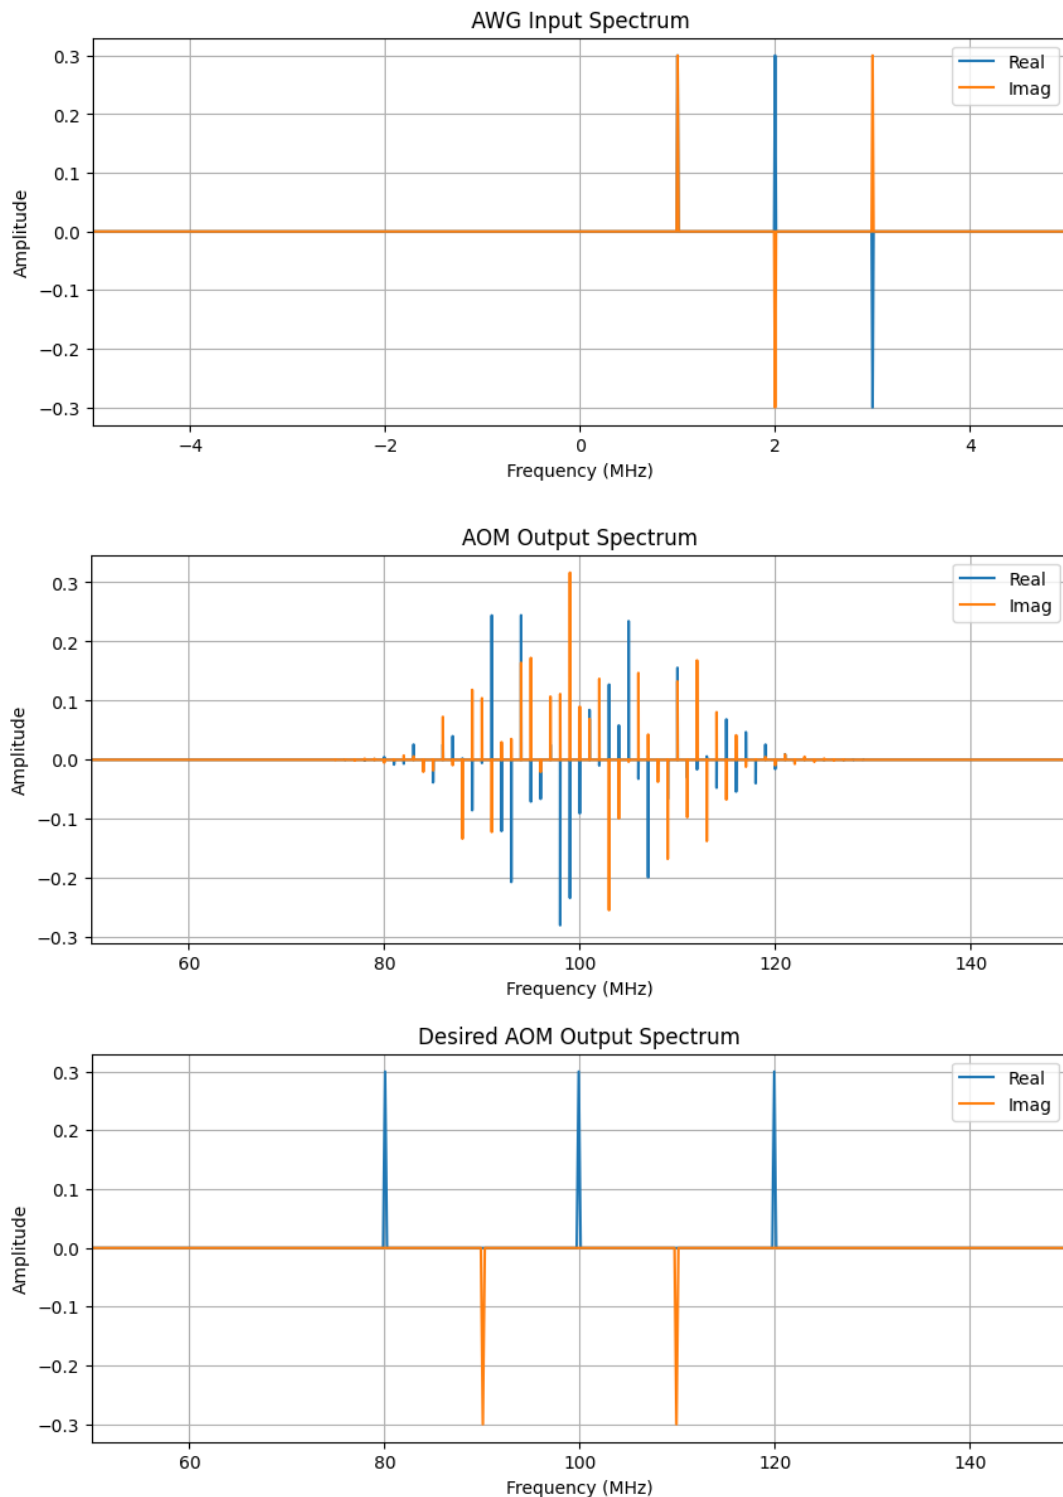 AWG Input Spectrum
0.3
0.2
0.1
0.0
−0.1
−0.2
−0.3
Amplitude
Real
Imag
−4
−2
0
2
4
Frequency (MHz)
AOM Output Spectrum
0.3
0.2
0.1
0.0
−0.1
−0.2
−0.3
Amplitude
Real
Imag
60
80
100
120
140
Frequency (MHz)
Desired AOM Output Spectrum
0.3
0.2
0.1
0.0
−0.1
−0.2
−0.3
Amplitude
Real
Imag
60
80
100
120
140
Frequency (MHz)